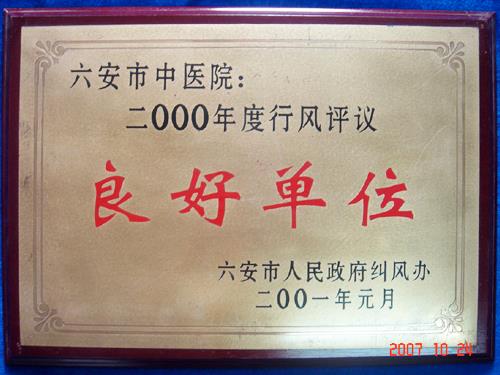 六安市中医院：
二000年度行风评议
良好单位
六安市人民政府纠风办
二00一年元月
2007 10 24